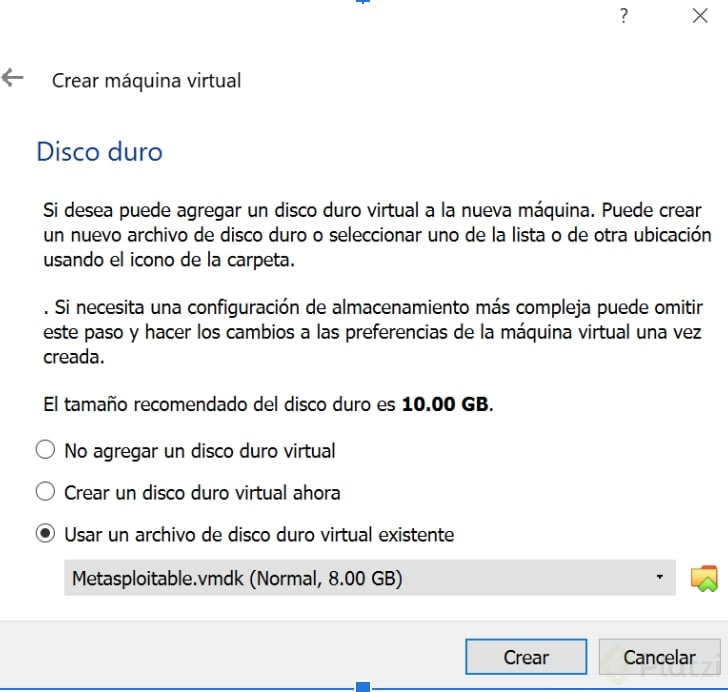 ?
Crear máquina virtual
Disco duro
Si desea puede agregar un disco duro virtual a la nueva máquina. Puede crear
un nuevo archivo de disco duro o seleccionar uno de la lista o de otra ubicación
usando el icono de la carpeta.
. Si necesita una configuración de almacenamiento más compleja puede omitir
este paso y hacer los cambios a las preferencias de la máquina virtual una vez
creada.
El tamaño recomendado del disco duro es 10.00 GB.
No agregar un disco duro virtual
Crear un disco duro virtual ahora
Usar un archivo de disco duro virtual existente
Metasploitable.vmdk (Normal, 8.00 GB)
Crear
Cancelar
Platzi